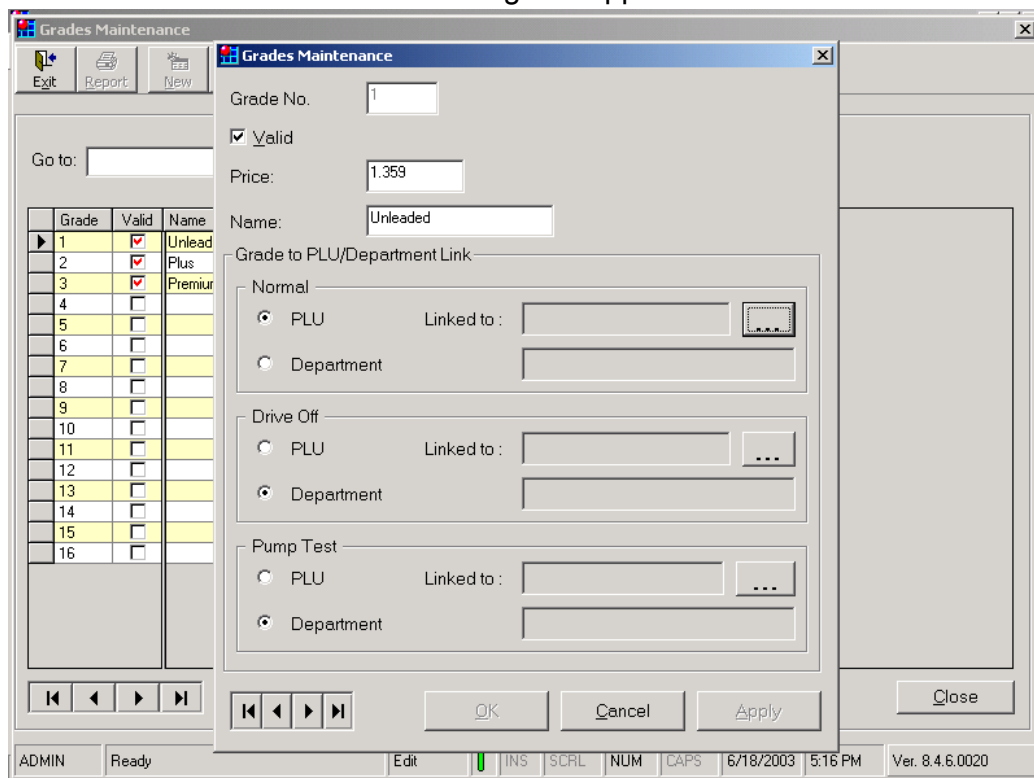 Grades Maintenance
Exit Report New
Go to:
Grade Valid Name
1 Unlead
2 Plus
3 Premiur
4
5
6
7
8
9
10
11
12
13
14
15
16
Close
Grades Maintenance
Grade No. 1
Valid
Price: 1.359
Name: Unleaded
Grade to PLU/Department Link
Normal
PLU Linked to : ...
Department
Drive Off
PLU Linked to : ...
Department
Pump Test
PLU Linked to : ...
Department
OK Cancel Apply
ADMIN Ready Edit INS SCRL NUM CAPS 6/18/2003 5:16 PM Ver. 8.4.6.0020